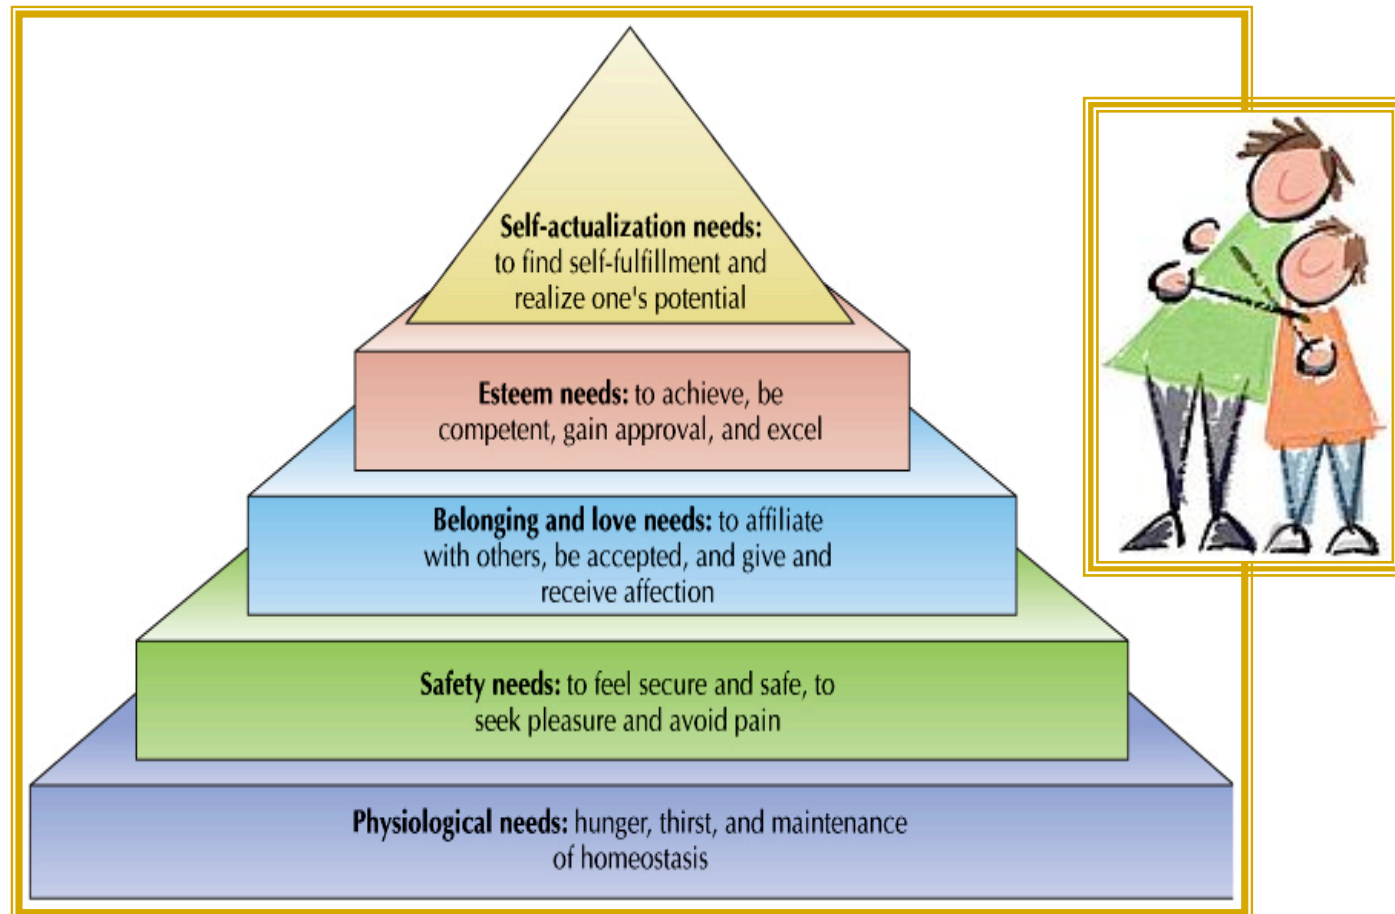 Self-actualization needs:
to find self-fulfillment and
realize one's potential
Esteem needs: to achieve, be
competent, gain approval, and excel
Belonging and love needs: to affiliate
with others, be accepted, and give and
receive affection
Safety needs: to feel secure and safe, to
seek pleasure and avoid pain
Physiological needs: hunger, thirst, and maintenance
of homeostasis